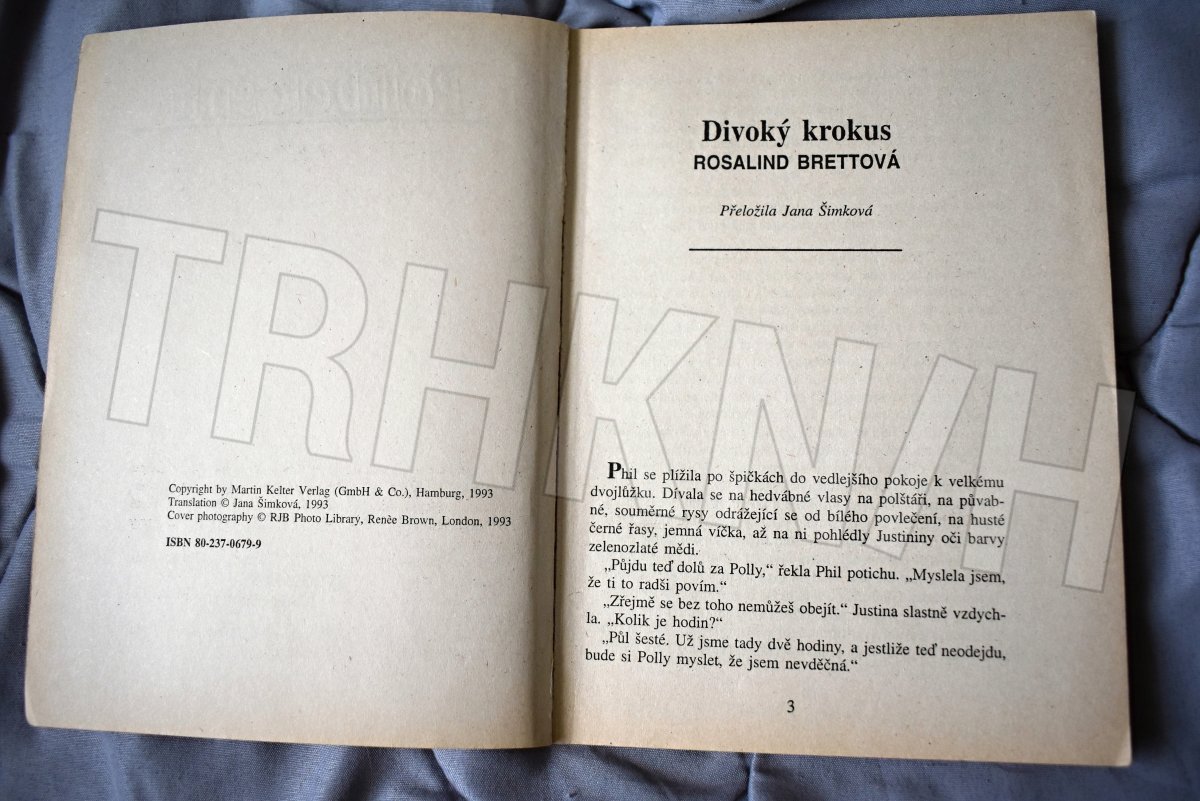 Copyright by Martin Kelter Verlag (GmbH & Co.), Hamburg, 1993
Translation © Jana Šimková, 1993
Cover photography © RJB Photo Library, Renèe Brown, London, 1993
ISBN 80-237-0679-9
Divoký krokus
ROSALIND BRETTOVÁ
Přeložila Jana Šimková
Phil se plížila po špičkách do vedlejšího pokoje k velkému
dvojlůžku. Dívala se na hedvábné vlasy na polštáři, na půvab-
né, souměrné rysy odrážející se od bílého povlečení, na husté
černé řasy, jemná víčka, až na ni pohlédly Justininy oči barvy
zelenozlaté mědi.
„Půjdu teď dolů za Polly,“ řekla Phil potichu. „Myslela jsem,
že ti to radši povím.“
„Zřejmě se bez toho nemůžeš obejít.“ Justina slastně vzdych-
la. „Kolik je hodin?“
„Půl šesté. Už jsme tady dvě hodiny, a jestliže teď neodejdu,
bude si Polly myslet, že jsem nevděčná.“
3
TRHKNIH